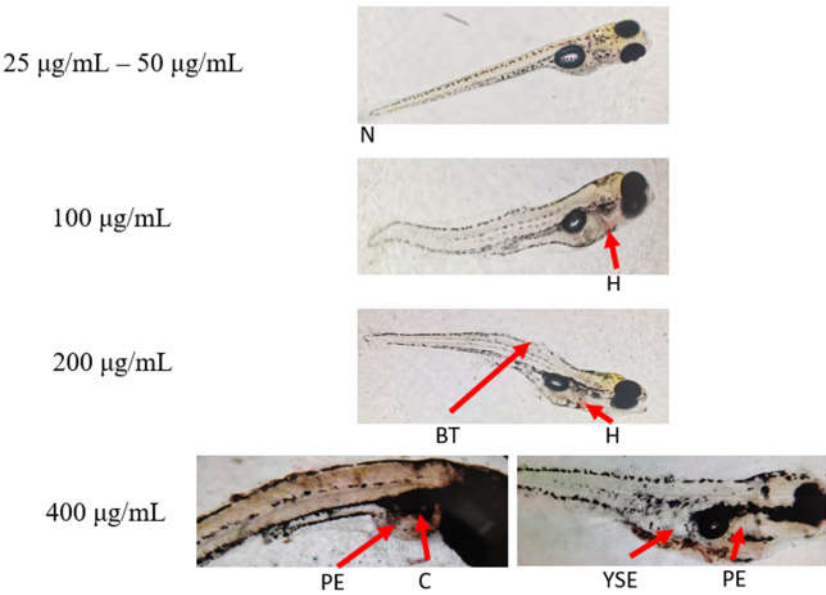 25 µg/mL – 50 µg/mL
N
100 µg/mL
H
200 µg/mL
BT H
400 µg/mL
PE C YSE PE